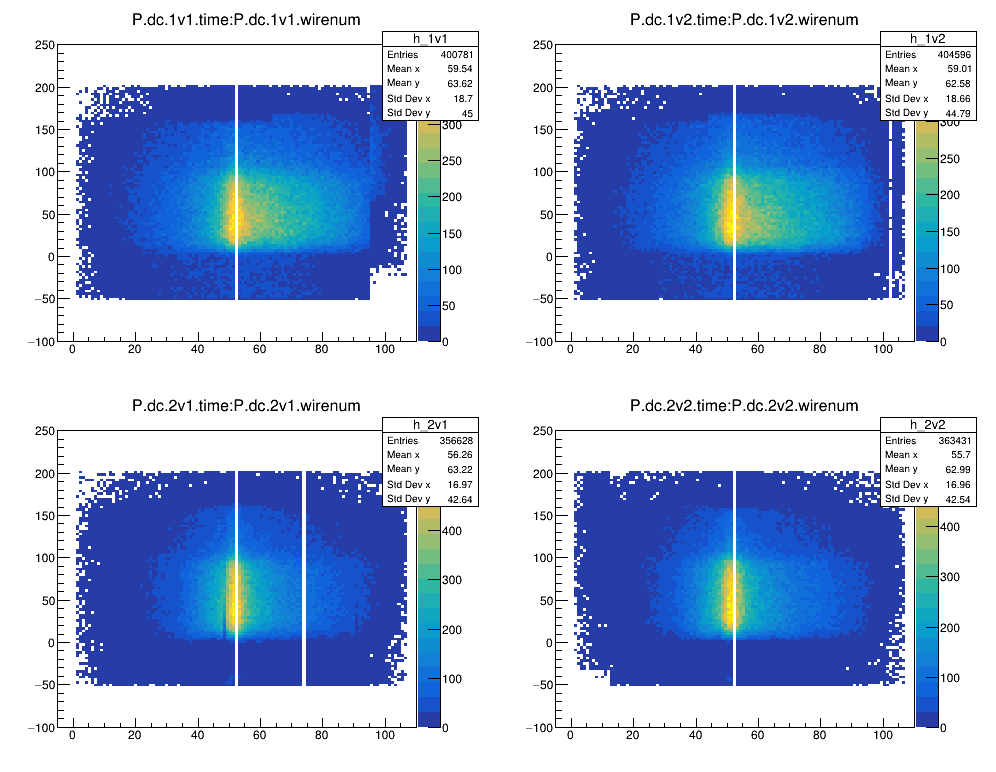 P.dc.1v1.time:P.dc.1v1.wirenum
h_1v1
Entries 400781
Mean x 59.54
Mean y 63.62
Std Dev x 18.7
Std Dev y 45
250
200
150
100
50
0
−50
−100
0 20 40 60 80 100
300
250
200
150
100
50
0
P.dc.1v2.time:P.dc.1v2.wirenum
h_1v2
Entries 404596
Mean x 59.01
Mean y 62.58
Std Dev x 18.66
Std Dev y 44.79
250
200
150
100
50
0
−50
−100
0 20 40 60 80 100
300
250
200
150
100
50
0
P.dc.2v1.time:P.dc.2v1.wirenum
h_2v1
Entries 356628
Mean x 56.26
Mean y 63.22
Std Dev x 16.97
Std Dev y 42.64
250
200
150
100
50
0
−50
−100
0 20 40 60 80 100
400
300
200
100
0
P.dc.2v2.time:P.dc.2v2.wirenum
h_2v2
Entries 363431
Mean x 55.7
Mean y 62.99
Std Dev x 16.96
Std Dev y 42.54
250
200
150
100
50
0
−50
−100
0 20 40 60 80 100
400
300
200
100
0